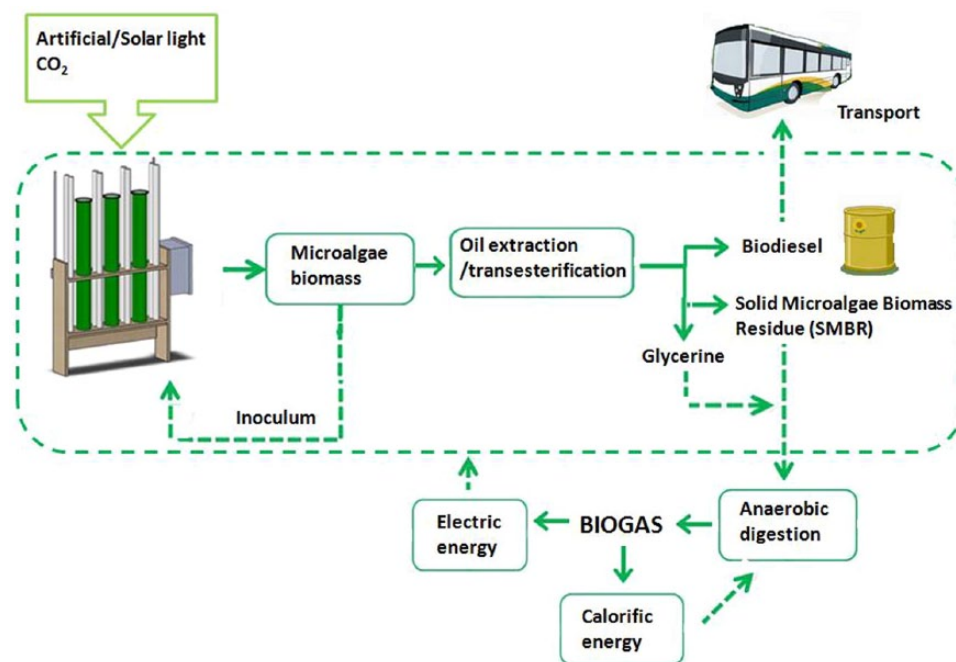 Artificial/Solar light
CO₂
Transport
Microalgae
biomass
Oil extraction
/transesterification
Biodiesel
Solid Microalgae Biomass
Residue (SMBR)
Glycerine
Inoculum
Electric
energy
BIOGAS
Anaerobic
digestion
Calorific
energy